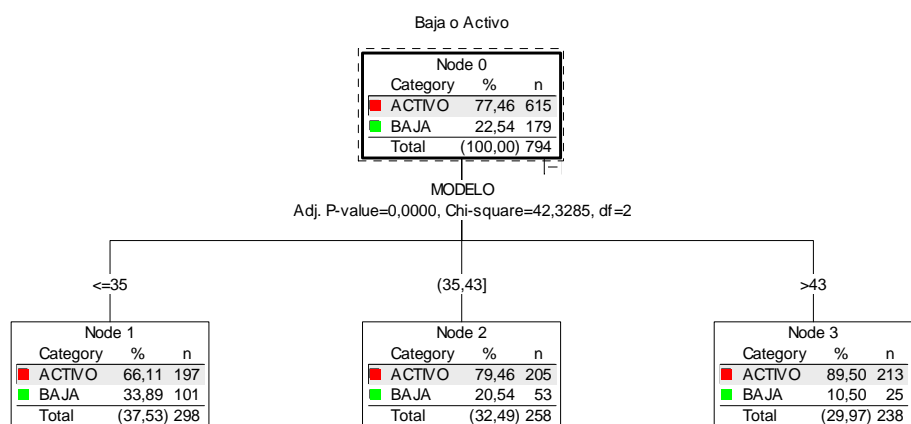 Baja o Activo
Node 0
Category % n
ACTIVO 77,46 615
BAJA 22,54 179
Total (100,00) 794
MODELO
Adj. P-value=0,0000, Chi-square=42,3285, df=2
<=35
(35,43]
>43
Node 1
Category % n
ACTIVO 66,11 197
BAJA 33,89 101
Total (37,53) 298
Node 2
Category % n
ACTIVO 79,46 205
BAJA 20,54 53
Total (32,49) 258
Node 3
Category % n
ACTIVO 89,50 213
BAJA 10,50 25
Total (29,97) 238